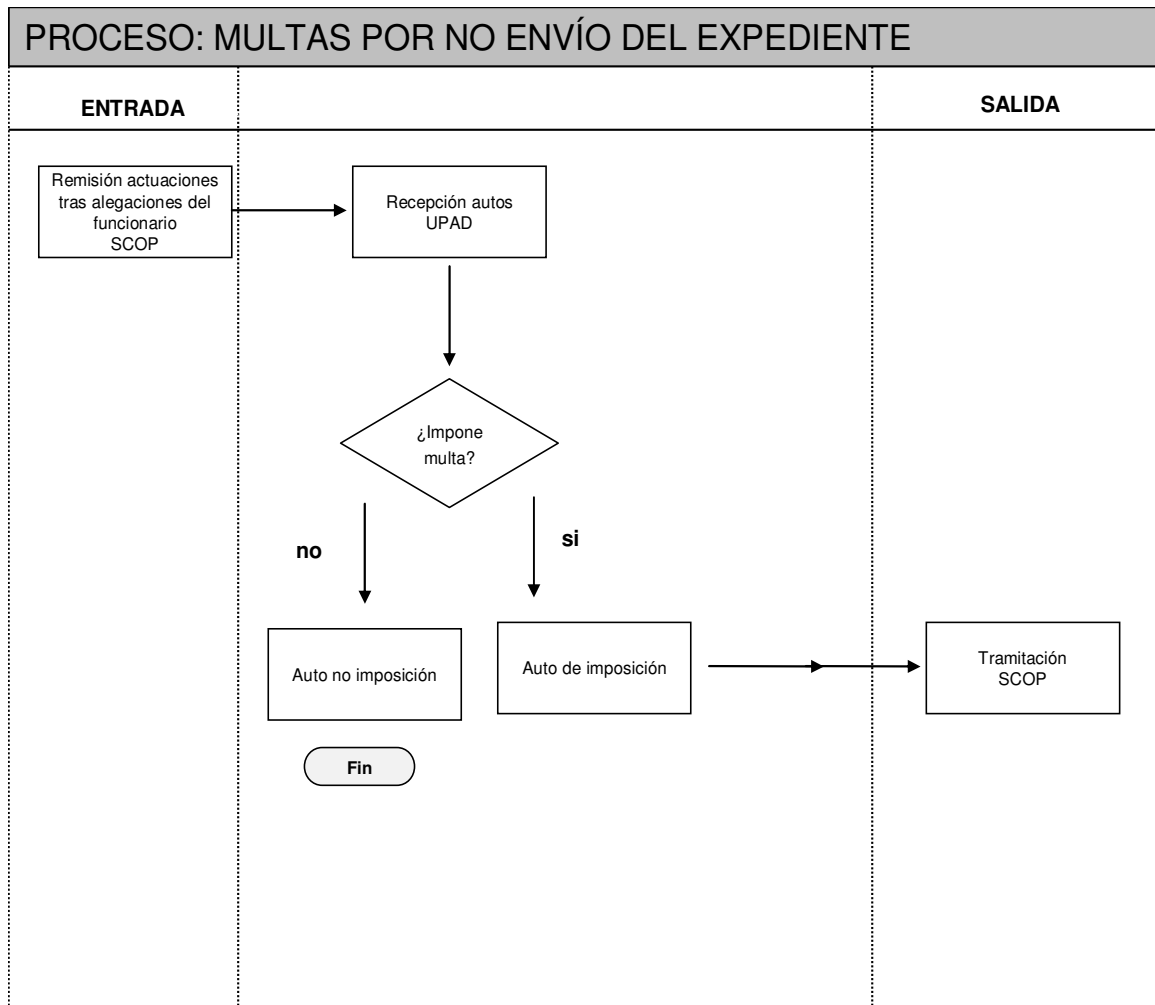 PROCESO: MULTAS POR NO ENVÍO DEL EXPEDIENTE
ENTRADA
SALIDA
Remisión actuaciones
tras alegaciones del
funcionario
SCOP
Recepción autos
UPAD
¿Impone
multa?
no
si
Auto no imposición
Auto de imposición
Tramitación
SCOP
Fin